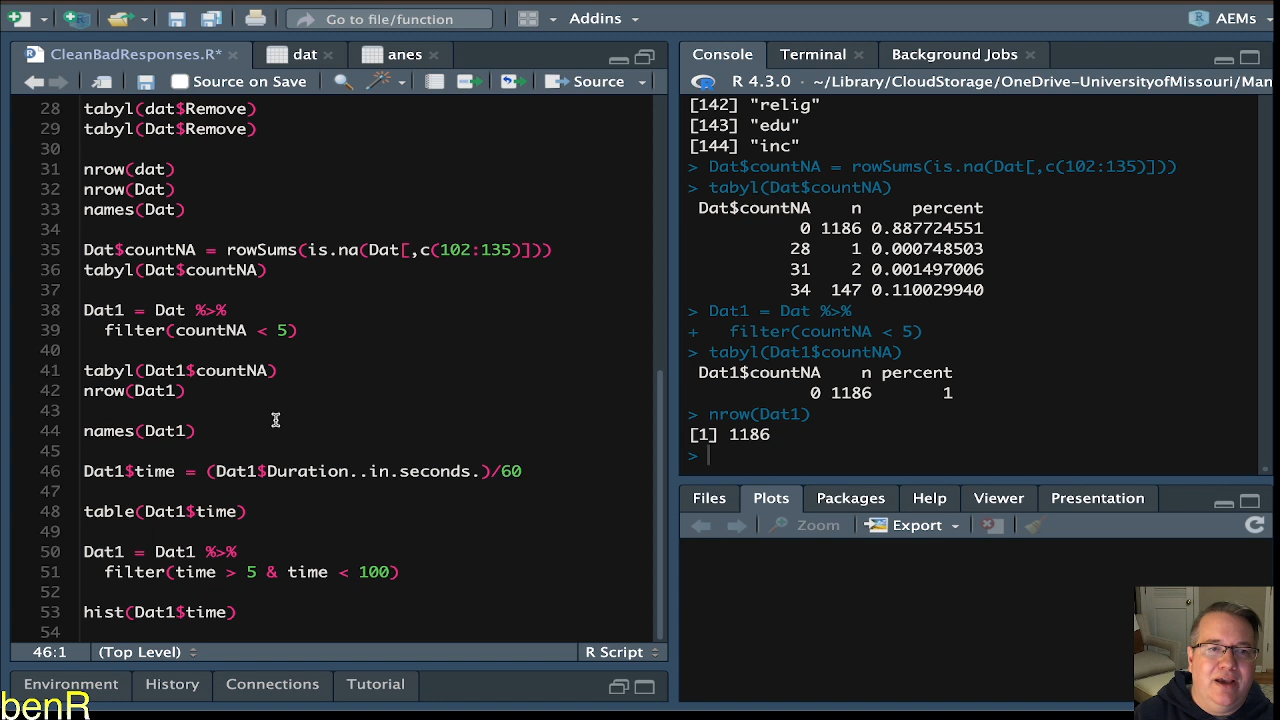 Go to file/function
Addins
AEMs
CleanBadResponses.R*
dat
anes
Source on Save
Source
28 tabyl(dat$Remove)
29 tabyl(Dat$Remove)
30
31 nrow(dat)
32 nrow(Dat)
33 names(Dat)
34
35 Dat$countNA = rowSums(is.na(Dat[,c(102:135)]))
36 tabyl(Dat$countNA)
37
38 Dat1 = Dat %>%
39 filter(countNA < 5)
40
41 tabyl(Dat1$countNA)
42 nrow(Dat1)
43
44 names(Dat1)
45
46 Dat1$time = (Dat1$Duration..in.seconds.)/60
47
48 table(Dat1$time)
49
50 Dat1 = Dat1 %>%
51 filter(time > 5 & time < 100)
52
53 hist(Dat1$time)
54
46:1 (Top Level) R Script
Environment History Connections Tutorial
benR
Console Terminal Background Jobs
R 4.3.0 · ~/Library/CloudStorage/OneDrive-UniversityofMissouri/Man
[142] "relig"
[143] "edu"
[144] "inc"
> Dat$countNA = rowSums(is.na(Dat[,c(102:135)]))
> tabyl(Dat$countNA)
Dat$countNA n percent
0 1186 0.887724551
28 1 0.000748503
31 2 0.001497006
34 147 0.110029940
> Dat1 = Dat %>%
+ filter(countNA < 5)
> tabyl(Dat1$countNA)
Dat1$countNA n percent
0 1186 1
> nrow(Dat1)
[1] 1186
>
Files Plots Packages Help Viewer Presentation
Zoom Export